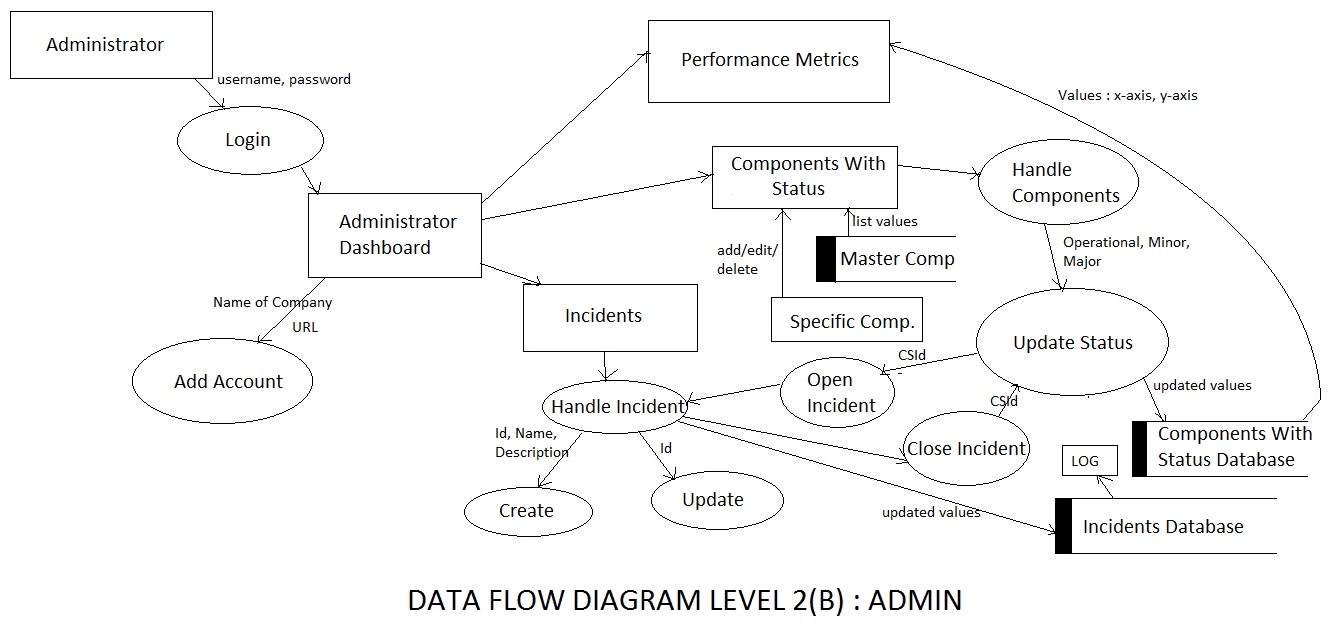 Administrator
username, password
Login
Administrator
Dashboard
Name of Company
URL
Add Account
Performance Metrics
Values : x-axis, y-axis
Components With
Status
Handle
Components
list values
add/edit/
delete
Master Comp
Specific Comp.
Operational, Minor,
Major
Incidents
Update Status
CSId
Open
Incident
CSId
updated values
Handle Incident
Id, Name,
Description
Id
Close Incident
Components With
Status Database
LOG
Create
Update
updated values
Incidents Database
DATA FLOW DIAGRAM LEVEL 2(B) : ADMIN